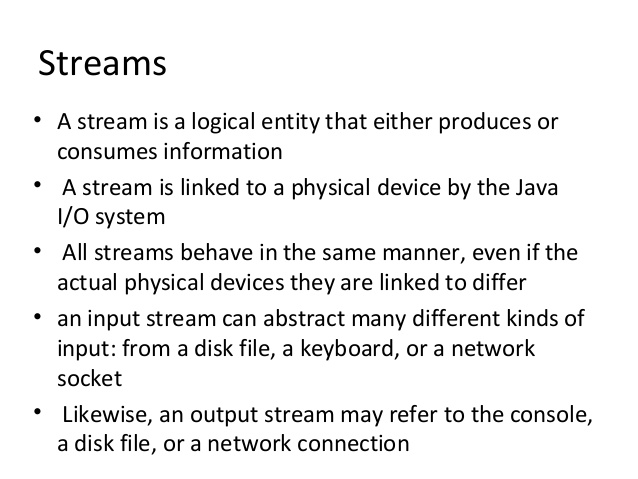 Streams
• A stream is a logical entity that either produces or
consumes information
• A stream is linked to a physical device by the Java
I/O system
• All streams behave in the same manner, even if the
actual physical devices they are linked to differ
• an input stream can abstract many different kinds of
input: from a disk file, a keyboard, or a network
socket
• Likewise, an output stream may refer to the console,
a disk file, or a network connection